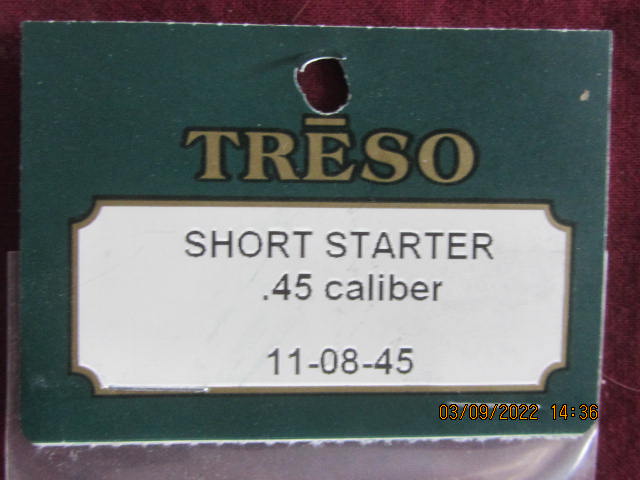 TRĒSO
SHORT STARTER
.45 caliber
11-08-45
03/09/2022 14:36